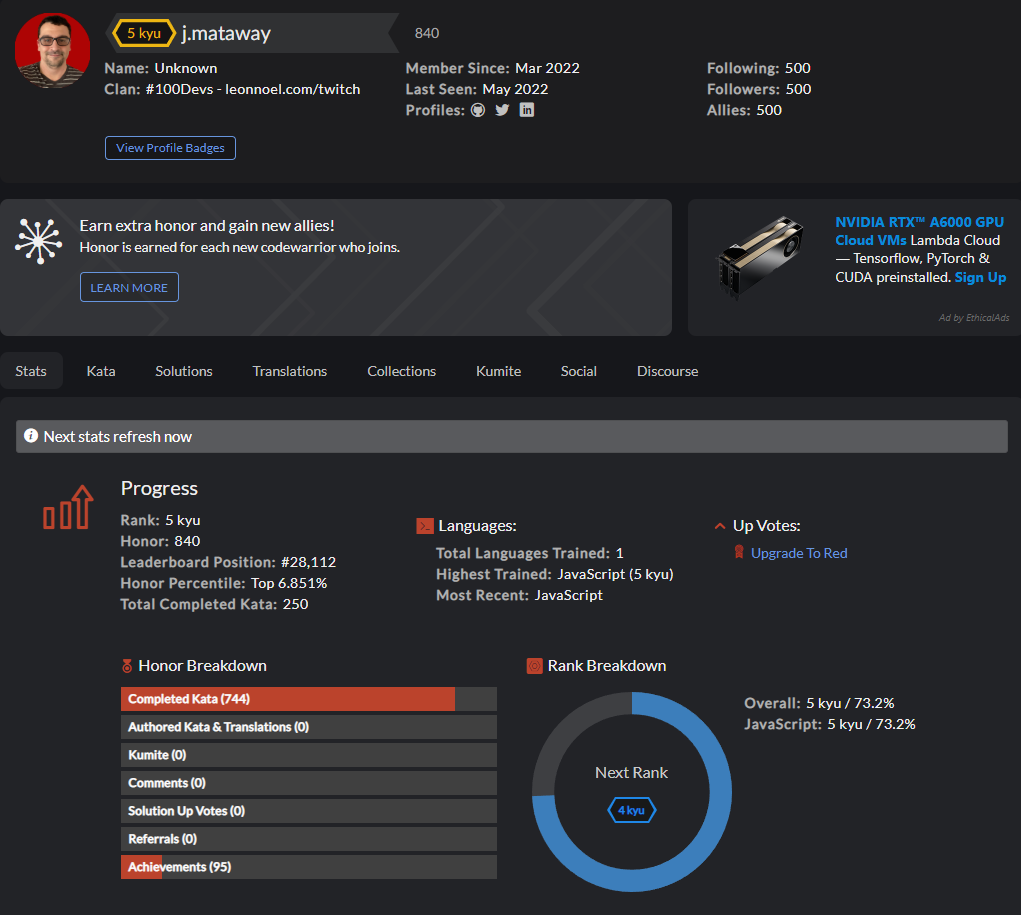 5 kyu j.mataway 840
Name: Unknown
Clan: #100Devs - leonnoel.com/twitch
Member Since: Mar 2022
Last Seen: May 2022
Profiles:
Following: 500
Followers: 500
Allies: 500
View Profile Badges
Earn extra honor and gain new allies!
Honor is earned for each new codewarrior who joins.
LEARN MORE
NVIDIA RTX™ A6000 GPU
Cloud VMs Lambda Cloud
— Tensorflow, PyTorch &
CUDA preinstalled. Sign Up
Ad by EthicalAds
Stats Kata Solutions Translations Collections Kumite Social Discourse
Next stats refresh now
Progress
Rank: 5 kyu
Honor: 840
Leaderboard Position: #28,112
Honor Percentile: Top 6.851%
Total Completed Kata: 250
Languages:
Total Languages Trained: 1
Highest Trained: JavaScript (5 kyu)
Most Recent: JavaScript
Up Votes:
Upgrade To Red
Honor Breakdown
Completed Kata (744)
Authored Kata & Translations (0)
Kumite (0)
Comments (0)
Solution Up Votes (0)
Referrals (0)
Achievements (95)
Rank Breakdown
Next Rank
4 kyu
Overall: 5 kyu / 73.2%
JavaScript: 5 kyu / 73.2%